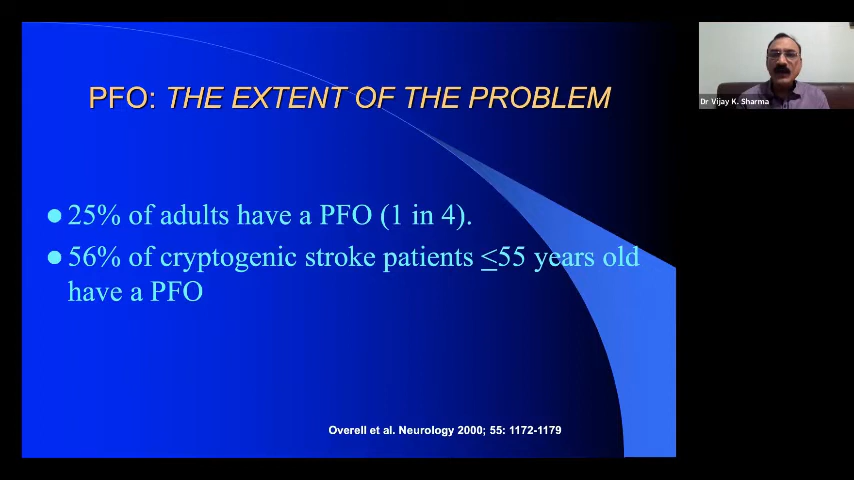 PFO: THE EXTENT OF THE PROBLEM
Dr Vijay K. Sharma
● 25% of adults have a PFO (1 in 4).
● 56% of cryptogenic stroke patients ≤55 years old
have a PFO
Overell et al. Neurology 2000; 55: 1172-1179